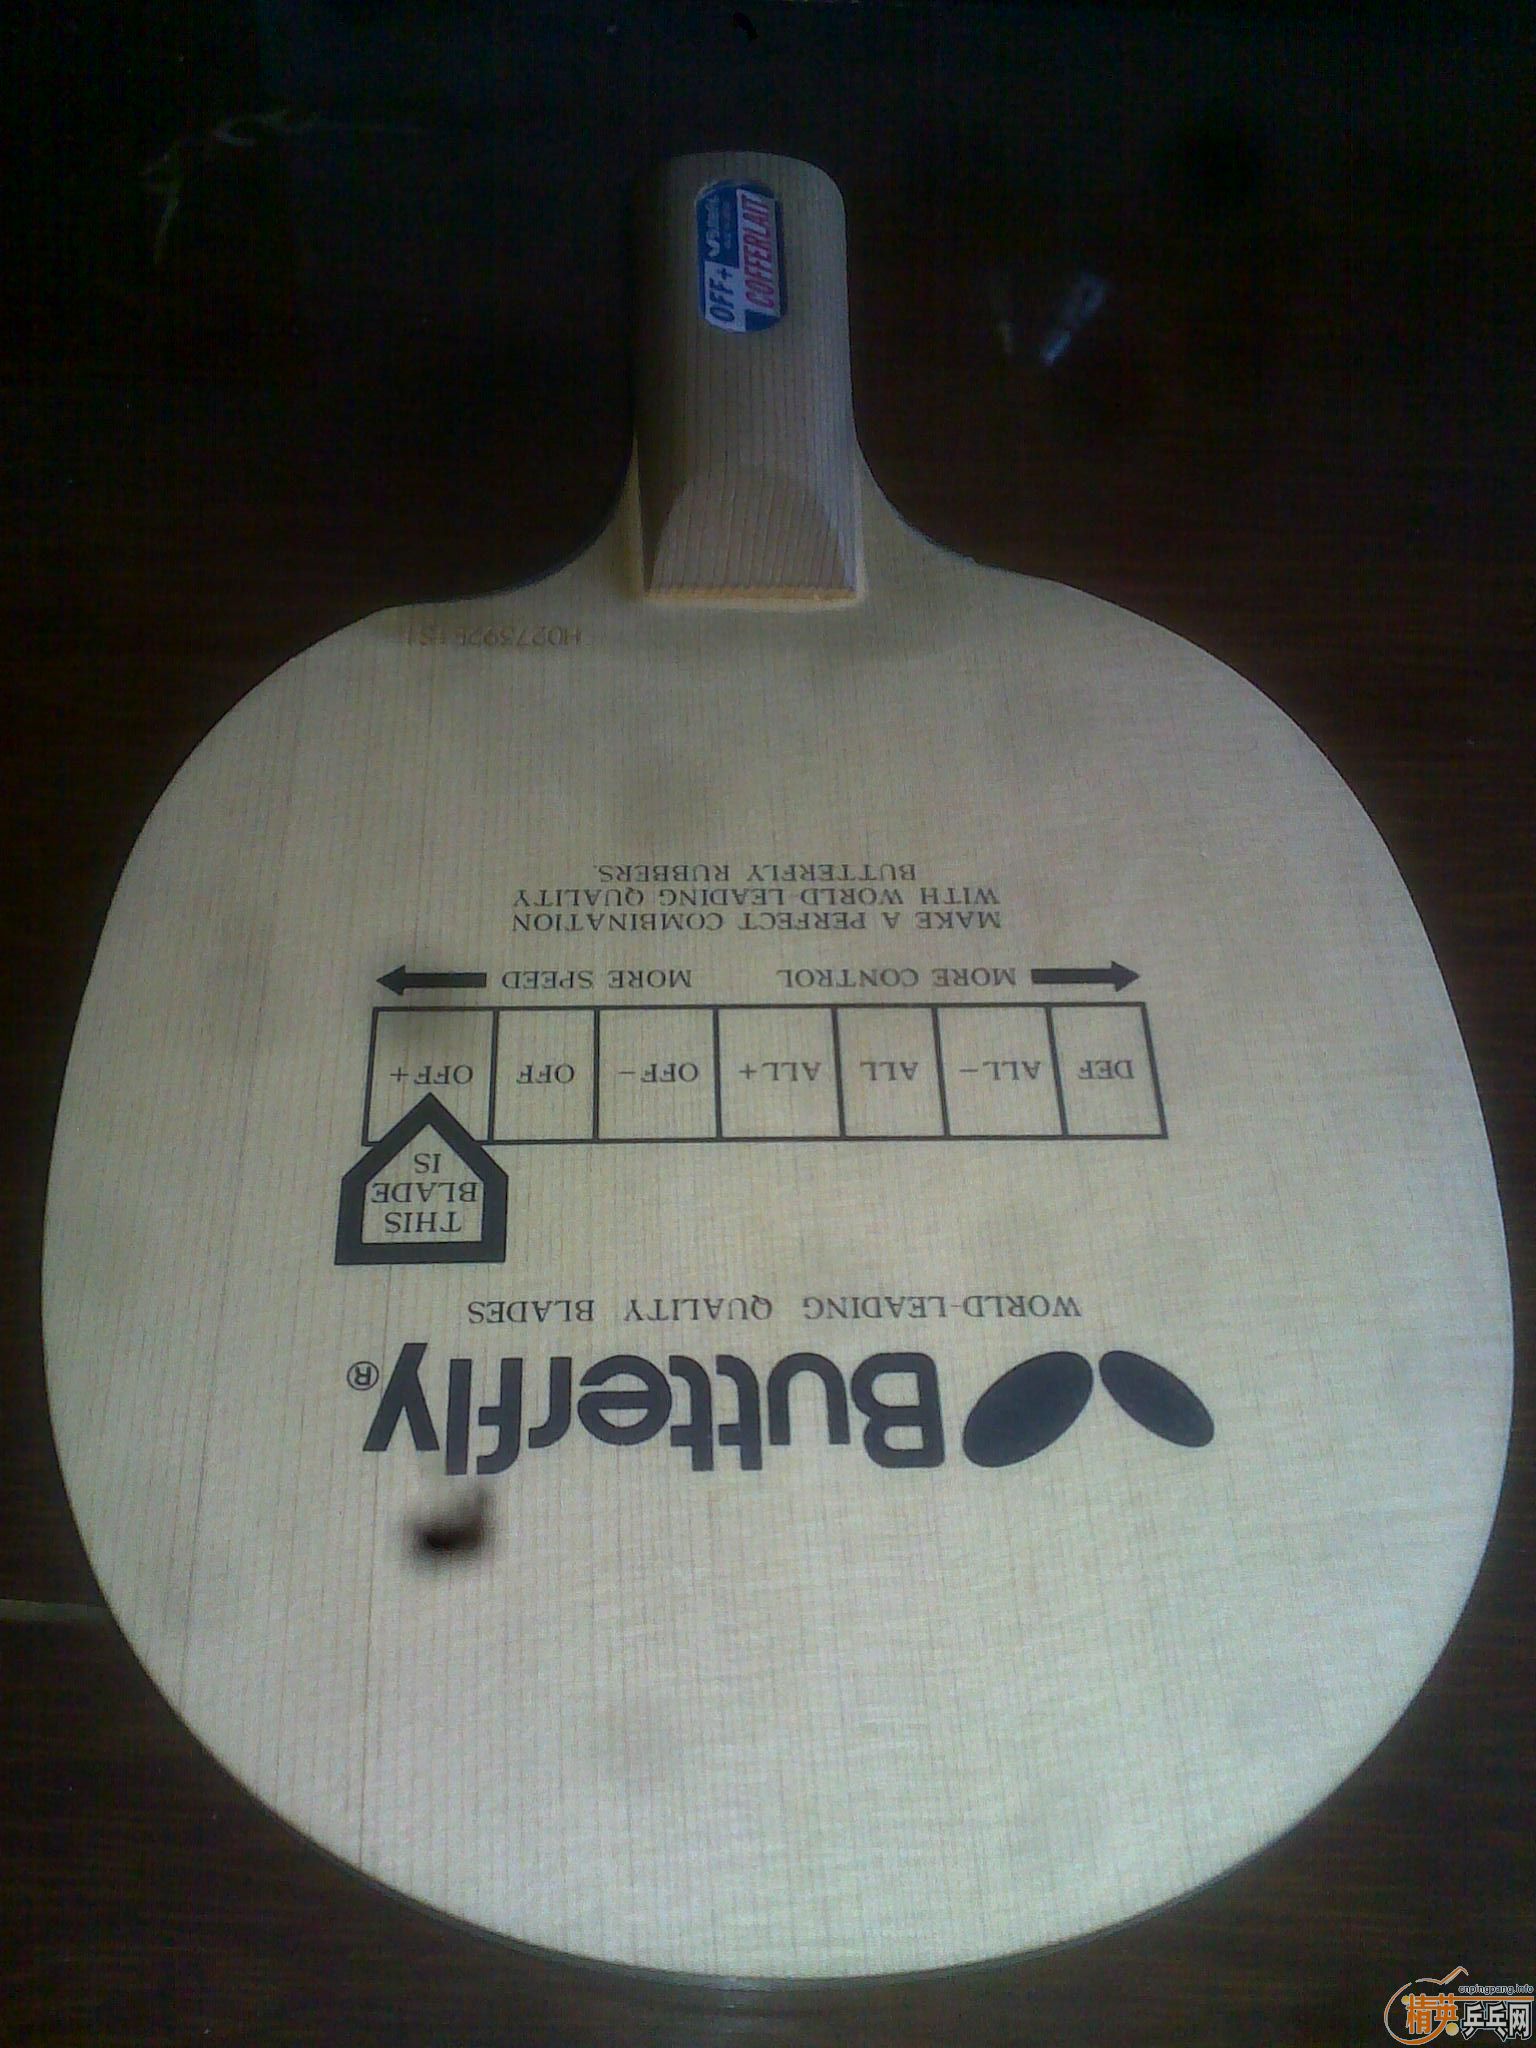 Butterfly®
WORLD-LEADING QUALITY BLADES
THIS
BLADE
IS
DEF ALL- ALL ALL+ OFF- OFF OFF+
MORE CONTROL MORE SPEED
MAKE A PERFECT COMBINATION
WITH WORLD-LEADING QUALITY
BUTTERFLY RUBBERS.
OFF+
COFFERLAIT
cnpingpang.info
精英乒乓网